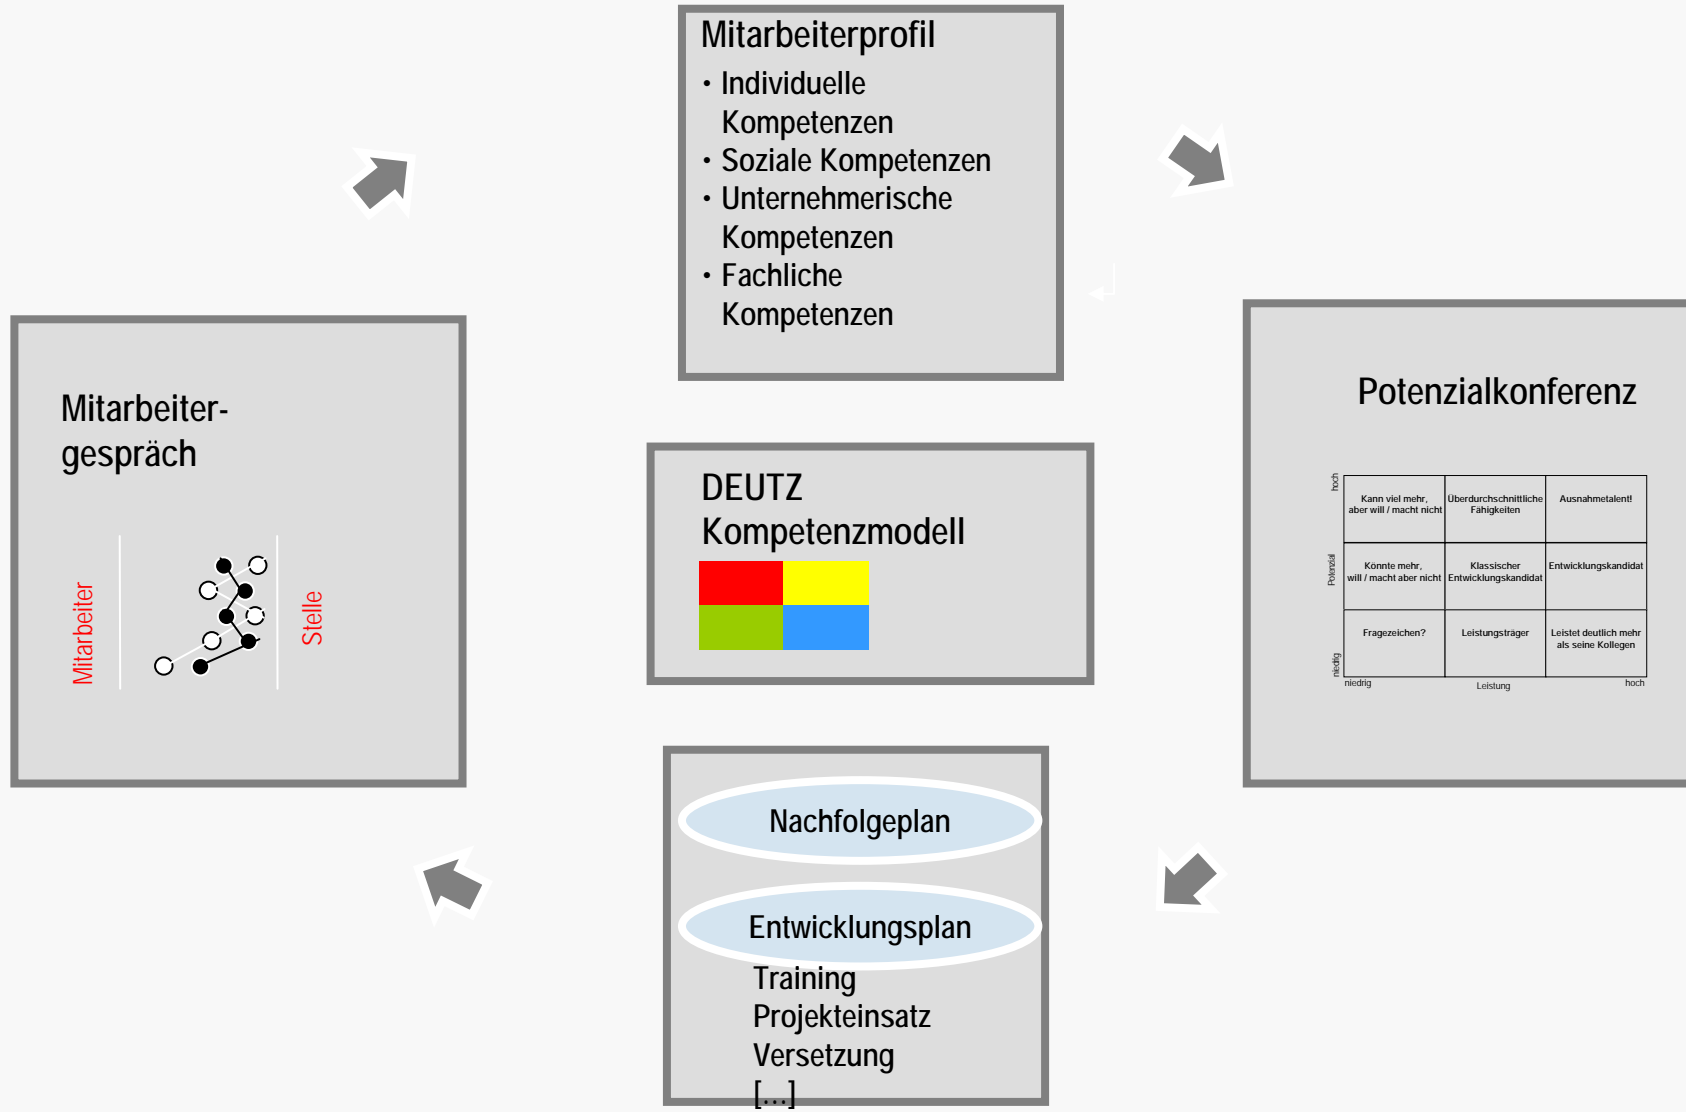 Mitarbeiterprofil
• Individuelle
Kompetenzen
• Soziale Kompetenzen
• Unternehmerische
Kompetenzen
• Fachliche
Kompetenzen
Mitarbeiter-
gespräch
Mitarbeiter
Stelle
DEUTZ
Kompetenzmodell
Potenzialkonferenz
hoch
Potenzial
niedrig
Kann viel mehr,
aber will / macht nicht
Überdurchschnittliche
Fähigkeiten
Ausnahmetalent!
Könnte mehr,
will / macht aber nicht
Klassischer
Entwicklungskandidat
Entwicklungskandidat
Fragezeichen?
Leistungsträger
Leistet deutlich mehr
als seine Kollegen
niedrig
Leistung
hoch
Nachfolgeplan
Entwicklungsplan
Training
Projekteinsatz
Versetzung
[...]